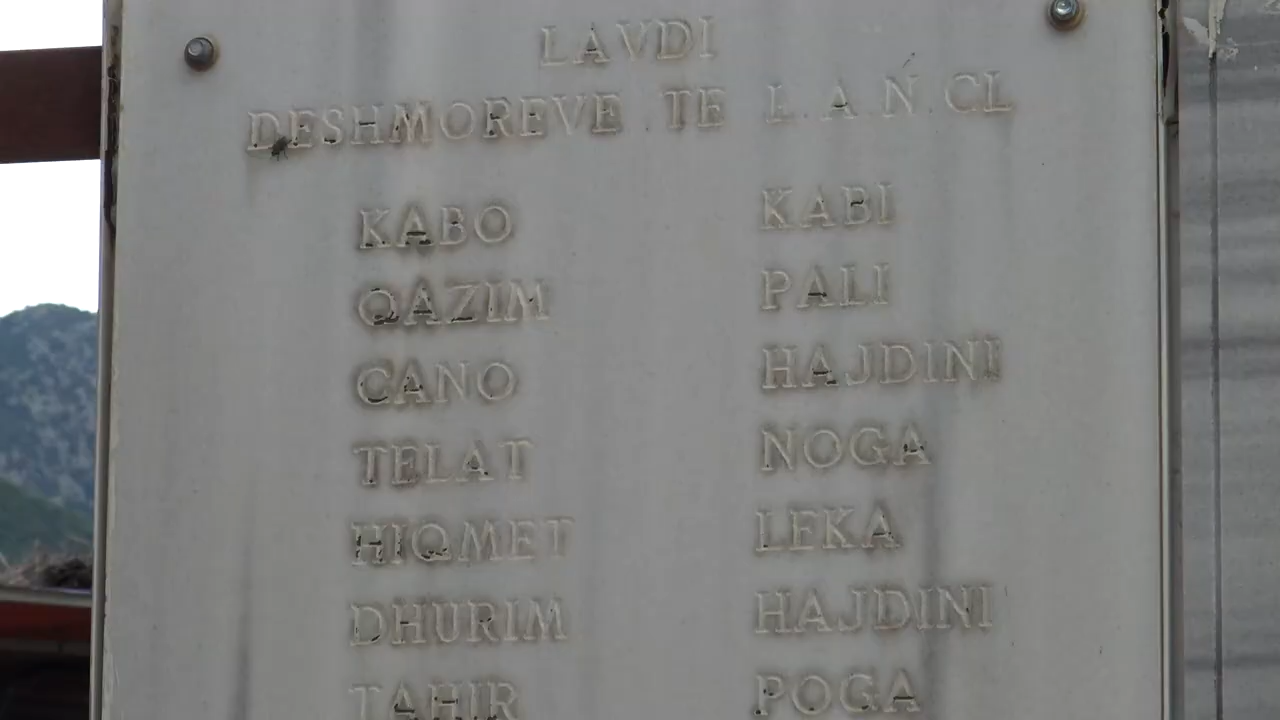 LAVDI
DESHMOREVE TE L.A.N.CL
KABO KABI
QAZIM PALI
CANO HAJDINI
TELAT NOGA
HIQMET LEKA
DHURIM HAJDINI
TAHIR POGA